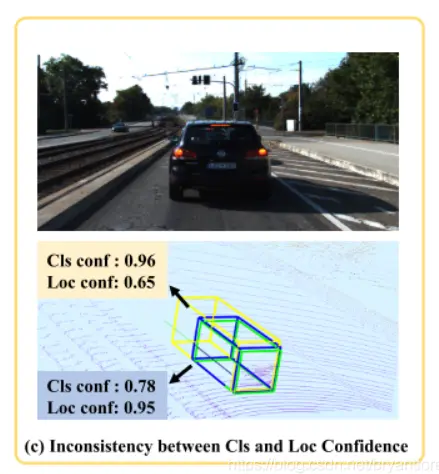 Cls conf : 0.96
Loc conf: 0.65
Cls conf : 0.78
Loc conf: 0.95
(c) Inconsistency between Cls and Loc Confidence